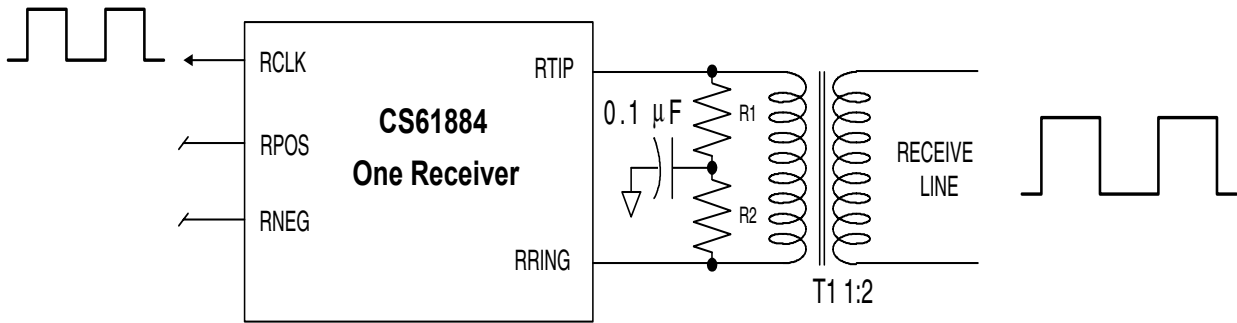 RCLK
RTIP
CS61884
One Receiver
0.1 μF
R1
RPOS
RECEIVE
LINE
R2
RNEG
RRING
T1 1:2